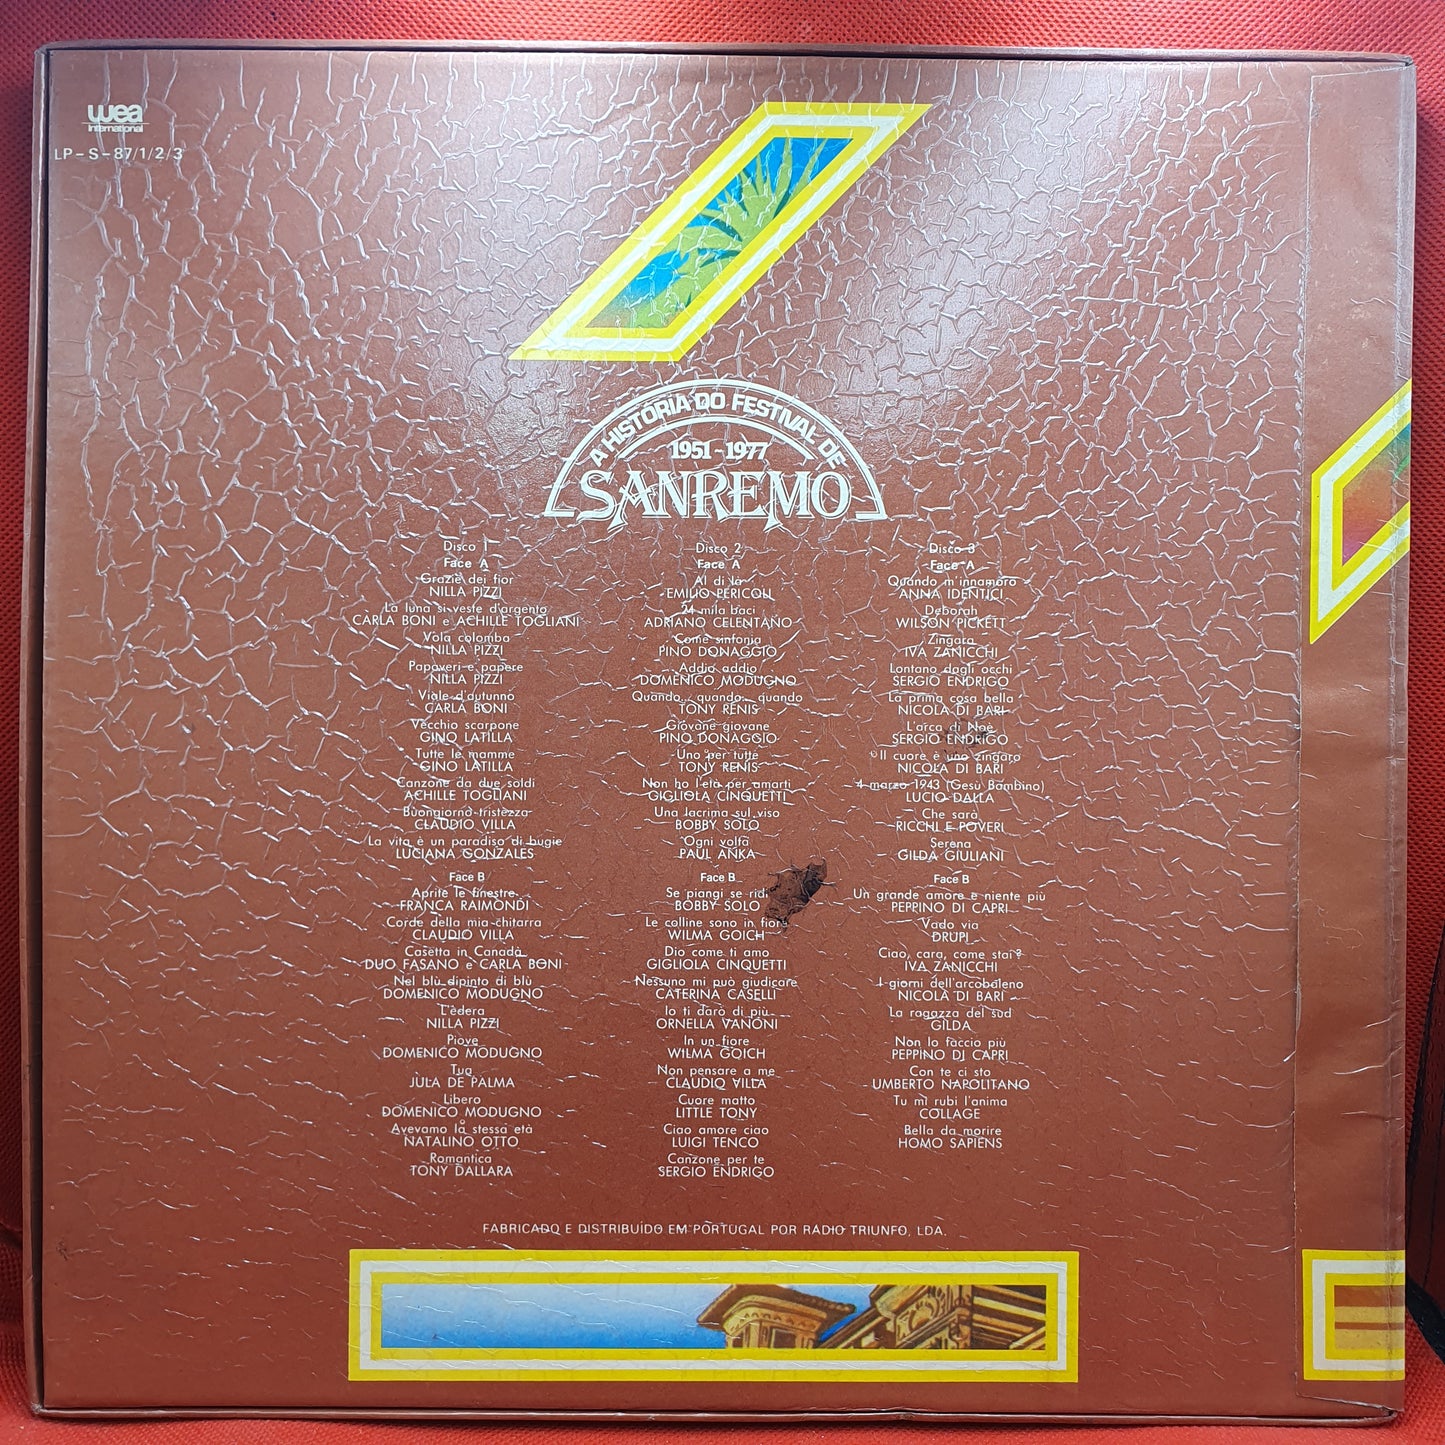 wea
international
LP-S-87/1/2/3
A HISTÓRIA DO FESTIVAL DE
1951-1977
SANREMO
Disco 1
Face A
Grazie dei fior
NILLA PIZZI
La luna si veste d'argento
CARLA BONI e ACHILLE TOGLIANI
Vola colomba
NILLA PIZZI
Papaveri e papere
NILLA PIZZI
Viale d'autunno
CARLA BONI
Vecchio scarpone
GINO LATILLA
Tutte le mamme
GINO LATILLA
Canzone da due soldi
ACHILLE TOGLIANI
Buongiorno tristezza
CLAUDIO VILLA
La vita è un paradiso di bugie
LUCIANA GONZALES
Face B
Aprite le finestre
FRANCA RAIMONDI
Corde della mia chitarra
CLAUDIO VILLA
Casetta in Canadà
DUO FASANO e CARLA BONI
Nel blù dipinto di blù
DOMENICO MODUGNO
L'èdera
NILLA PIZZI
Piove
DOMENICO MODUGNO
Tua
JULA DE PALMA
Libero
DOMENICO MODUGNO
Avevamo la stessa età
NATALINO OTTO
Romantica
TONY DALLARA
Disco 2
Face A
Al di là
EMILIO PERICOLI
24 mila baci
ADRIANO CELENTANO
Come sinfonia
PINO DONAGGIO
Addio addio
DOMENICO MODUGNO
Quando, quando, quando
TONY RENIS
Giovane giovane
PINO DONAGGIO
Uno per tutte
TONY RENIS
Non ho l'età per amarti
GIGLIOLA CINQUETTI
Una lacrima sul viso
BOBBY SOLO
Ogni volta
PAUL ANKA
Face B
Se piangi se ridi
BOBBY SOLO
Le colline sono in fiore
WILMA GOICH
Dio come ti amo
GIGLIOLA CINQUETTI
Nessuno mi può giudicare
CATERINA CASELLI
Io ti darò di più
ORNELLA VANONI
In un fiore
WILMA GOICH
Non pensare a me
CLAUDIO VILLA
Cuore matto
LITTLE TONY
Ciao amore ciao
LUIGI TENCO
Canzone per te
SERGIO ENDRIGO
Disco 3
Face A
Quando m'innamoro
ANNA IDENTICI
Deborah
WILSON PICKETT
Zingara
IVA ZANICCHI
Lontano dagli occhi
SERGIO ENDRIGO
La prima cosa bella
NICOLA DI BARI
L'arca di Noè
SERGIO ENDRIGO
Il cuore è uno zingaro
NICOLA DI BARI
4 marzo 1943 (Gesù Bambino)
LUCIO DALLA
Che sarà
RICCHI E POVERI
Serena
GILDA GIULIANI
Face B
Un grande amore e niente più
PEPPINO DI CAPRI
Vado via
DRUPI
Ciao, cara, come stai?
IVA ZANICCHI
I giorni dell'arcobaleno
NICOLA DI BARI
La ragazza del sud
GILDA
Non lo faccio più
PEPPINO DI CAPRI
Con te ci sto
UMBERTO NAPOLITANO
Tu mi rubi l'anima
COLLAGE
Bella da morire
HOMO SAPIENS
FABRICADO E DISTRIBUÍDO EM PORTUGAL POR RÁDIO TRIUNFO, LDA.